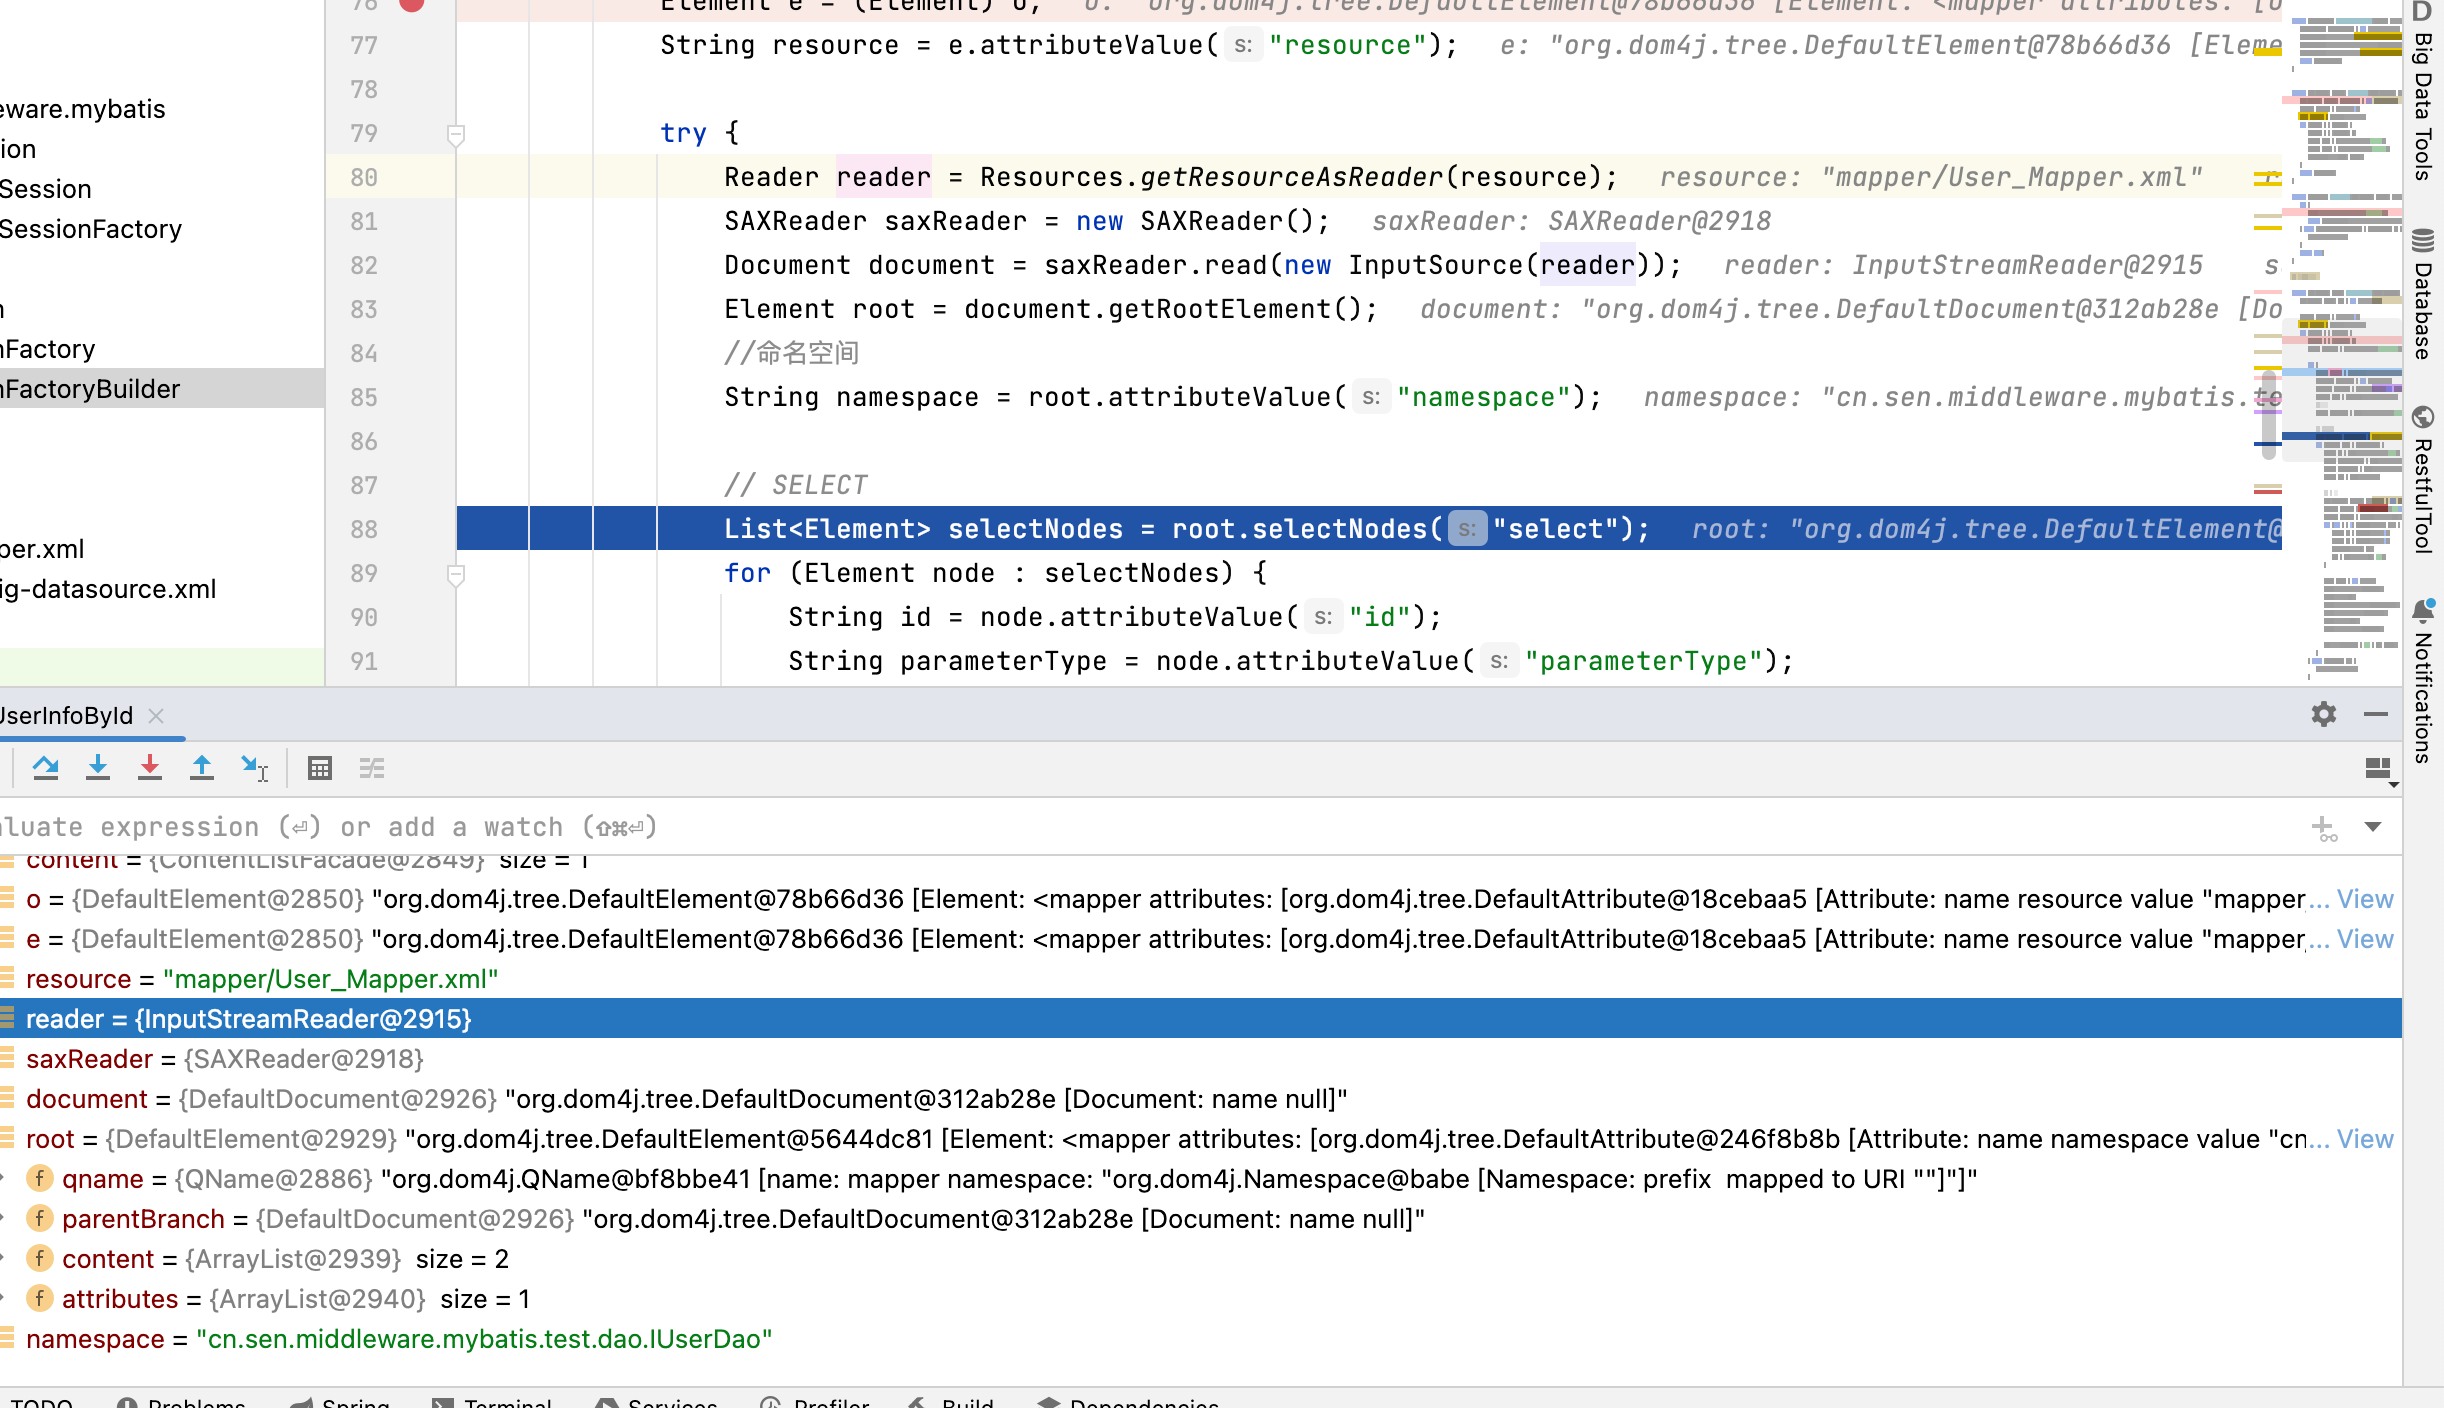 76 Element e = (Element) o; o: "org.dom4j.tree.DefaultElement@78b66d36 [Element: <mapper attributes: [o
77 String resource = e.attributeValue( s: "resource"); e: "org.dom4j.tree.DefaultElement@78b66d36 [Eleme
78
79 try {
80 Reader reader = Resources.getResourceAsReader(resource); resource: "mapper/User_Mapper.xml" r
81 SAXReader saxReader = new SAXReader(); saxReader: SAXReader@2918
82 Document document = saxReader.read(new InputSource(reader)); reader: InputStreamReader@2915 s
83 Element root = document.getRootElement(); document: "org.dom4j.tree.DefaultDocument@312ab28e [Do
84 //命名空间
85 String namespace = root.attributeValue( s: "namespace"); namespace: "cn.sen.middleware.mybatis.te
86
87 // SELECT
88 List<Element> selectNodes = root.selectNodes( s: "select"); root: "org.dom4j.tree.DefaultElement@
89 for (Element node : selectNodes) {
90 String id = node.attributeValue( s: "id");
91 String parameterType = node.attributeValue( s: "parameterType");
eware.mybatis
ion
Session
SessionFactory
nFactory
nFactoryBuilder
per.xml
ig-datasource.xml
D
Big Data Tools
Database
RestfulTool
Notifications
UserInfoById
luate expression (⏎) or add a watch (⇧⌘⏎)
content = {ContentListFacade@2849} size = 1
o = {DefaultElement@2850} "org.dom4j.tree.DefaultElement@78b66d36 [Element: <mapper attributes: [org.dom4j.tree.DefaultAttribute@18cebaa5 [Attribute: name resource value "mapper,... View
e = {DefaultElement@2850} "org.dom4j.tree.DefaultElement@78b66d36 [Element: <mapper attributes: [org.dom4j.tree.DefaultAttribute@18cebaa5 [Attribute: name resource value "mapper,... View
resource = "mapper/User_Mapper.xml"
reader = {InputStreamReader@2915}
saxReader = {SAXReader@2918}
document = {DefaultDocument@2926} "org.dom4j.tree.DefaultDocument@312ab28e [Document: name null]"
root = {DefaultElement@2929} "org.dom4j.tree.DefaultElement@5644dc81 [Element: <mapper attributes: [org.dom4j.tree.DefaultAttribute@246f8b8b [Attribute: name namespace value "cn... View
f qname = {QName@2886} "org.dom4j.QName@bf8bbe41 [name: mapper namespace: "org.dom4j.Namespace@babe [Namespace: prefix mapped to URI ""]"]"
f parentBranch = {DefaultDocument@2926} "org.dom4j.tree.DefaultDocument@312ab28e [Document: name null]"
f content = {ArrayList@2939} size = 2
f attributes = {ArrayList@2940} size = 1
namespace = "cn.sen.middleware.mybatis.test.dao.IUserDao"
TODO Problems Spring Terminal Services Profiler Build Dependencies